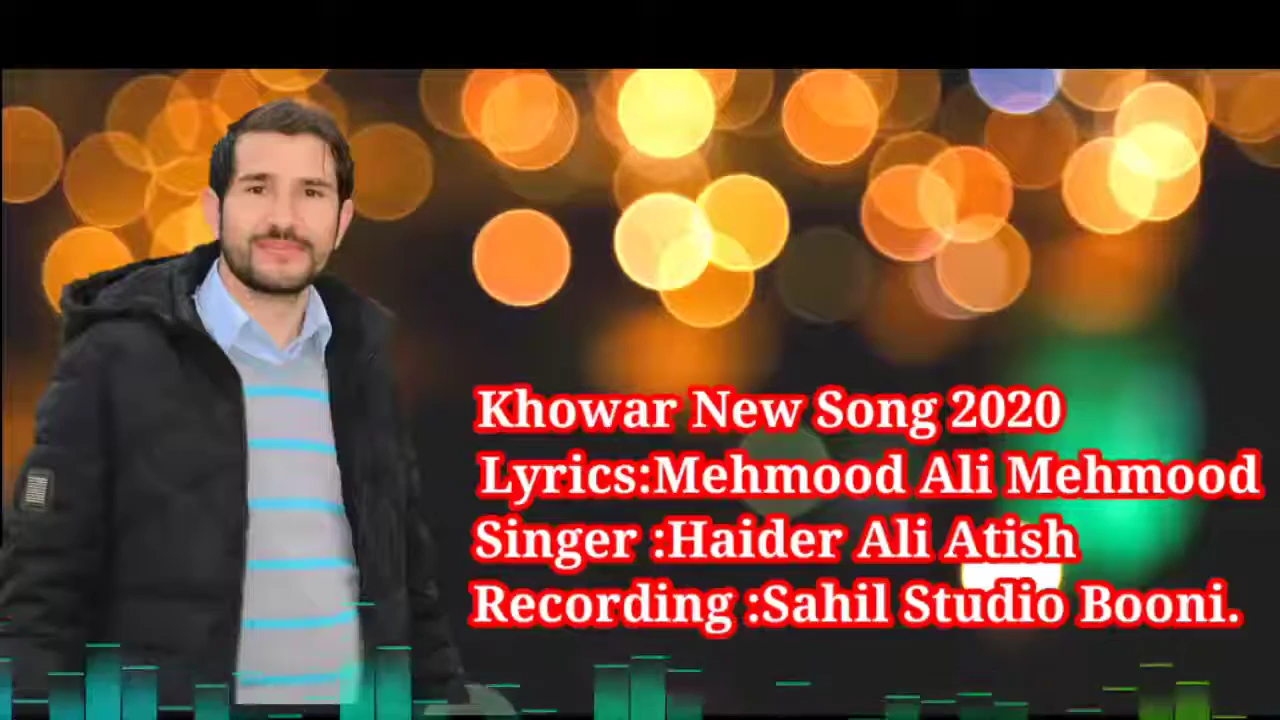 Khowar New Song 2020
Lyrics:Mehmood Ali Mehmood
Singer :Haider Ali Atish
Recording :Sahil Studio Booni.